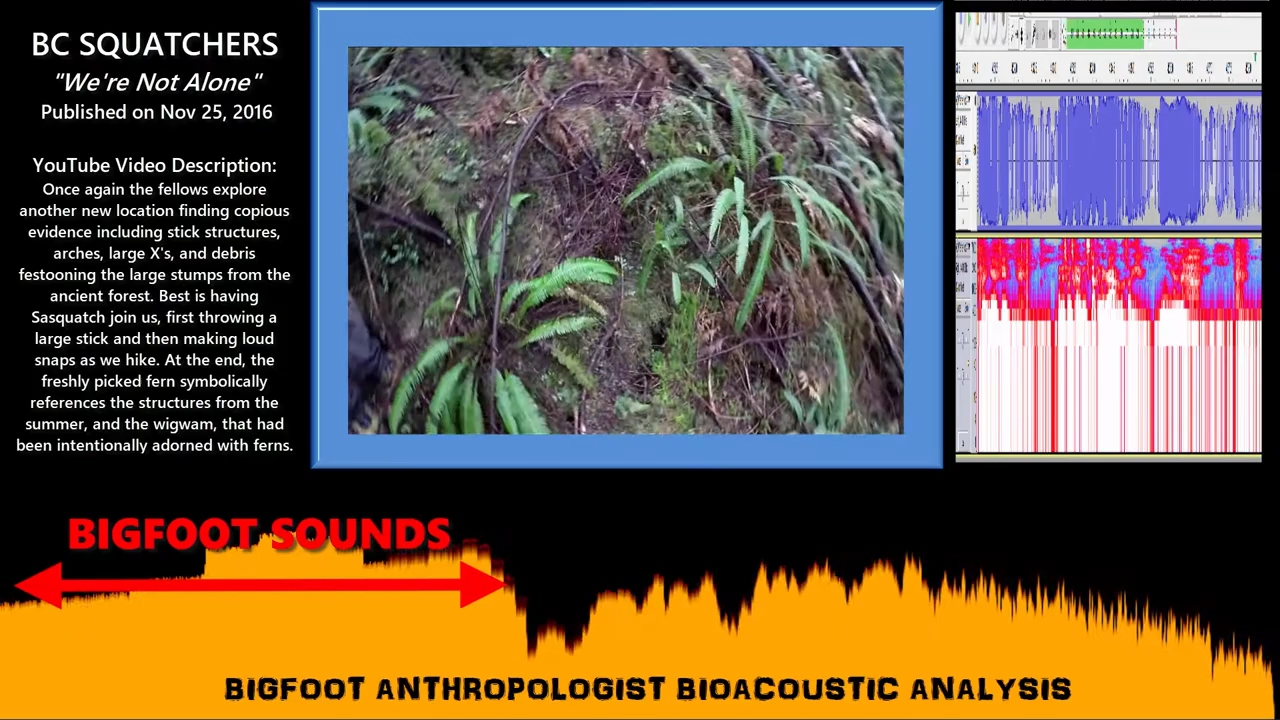 BC SQUATCHERS
"We're Not Alone"
Published on Nov 25, 2016
YouTube Video Description:
Once again the fellows explore
another new location finding copious
evidence including stick structures,
arches, large X's, and debris
festooning the large stumps from the
ancient forest. Best is having
Sasquatch join us, first throwing a
large stick and then making loud
snaps as we hike. At the end, the
freshly picked fern symbolically
references the structures from the
summer, and the wigwam, that had
been intentionally adorned with ferns.
BIGFOOT SOUNDS
BIGFOOT ANTHROPOLOGIST BIOACOUSTIC ANALYSIS